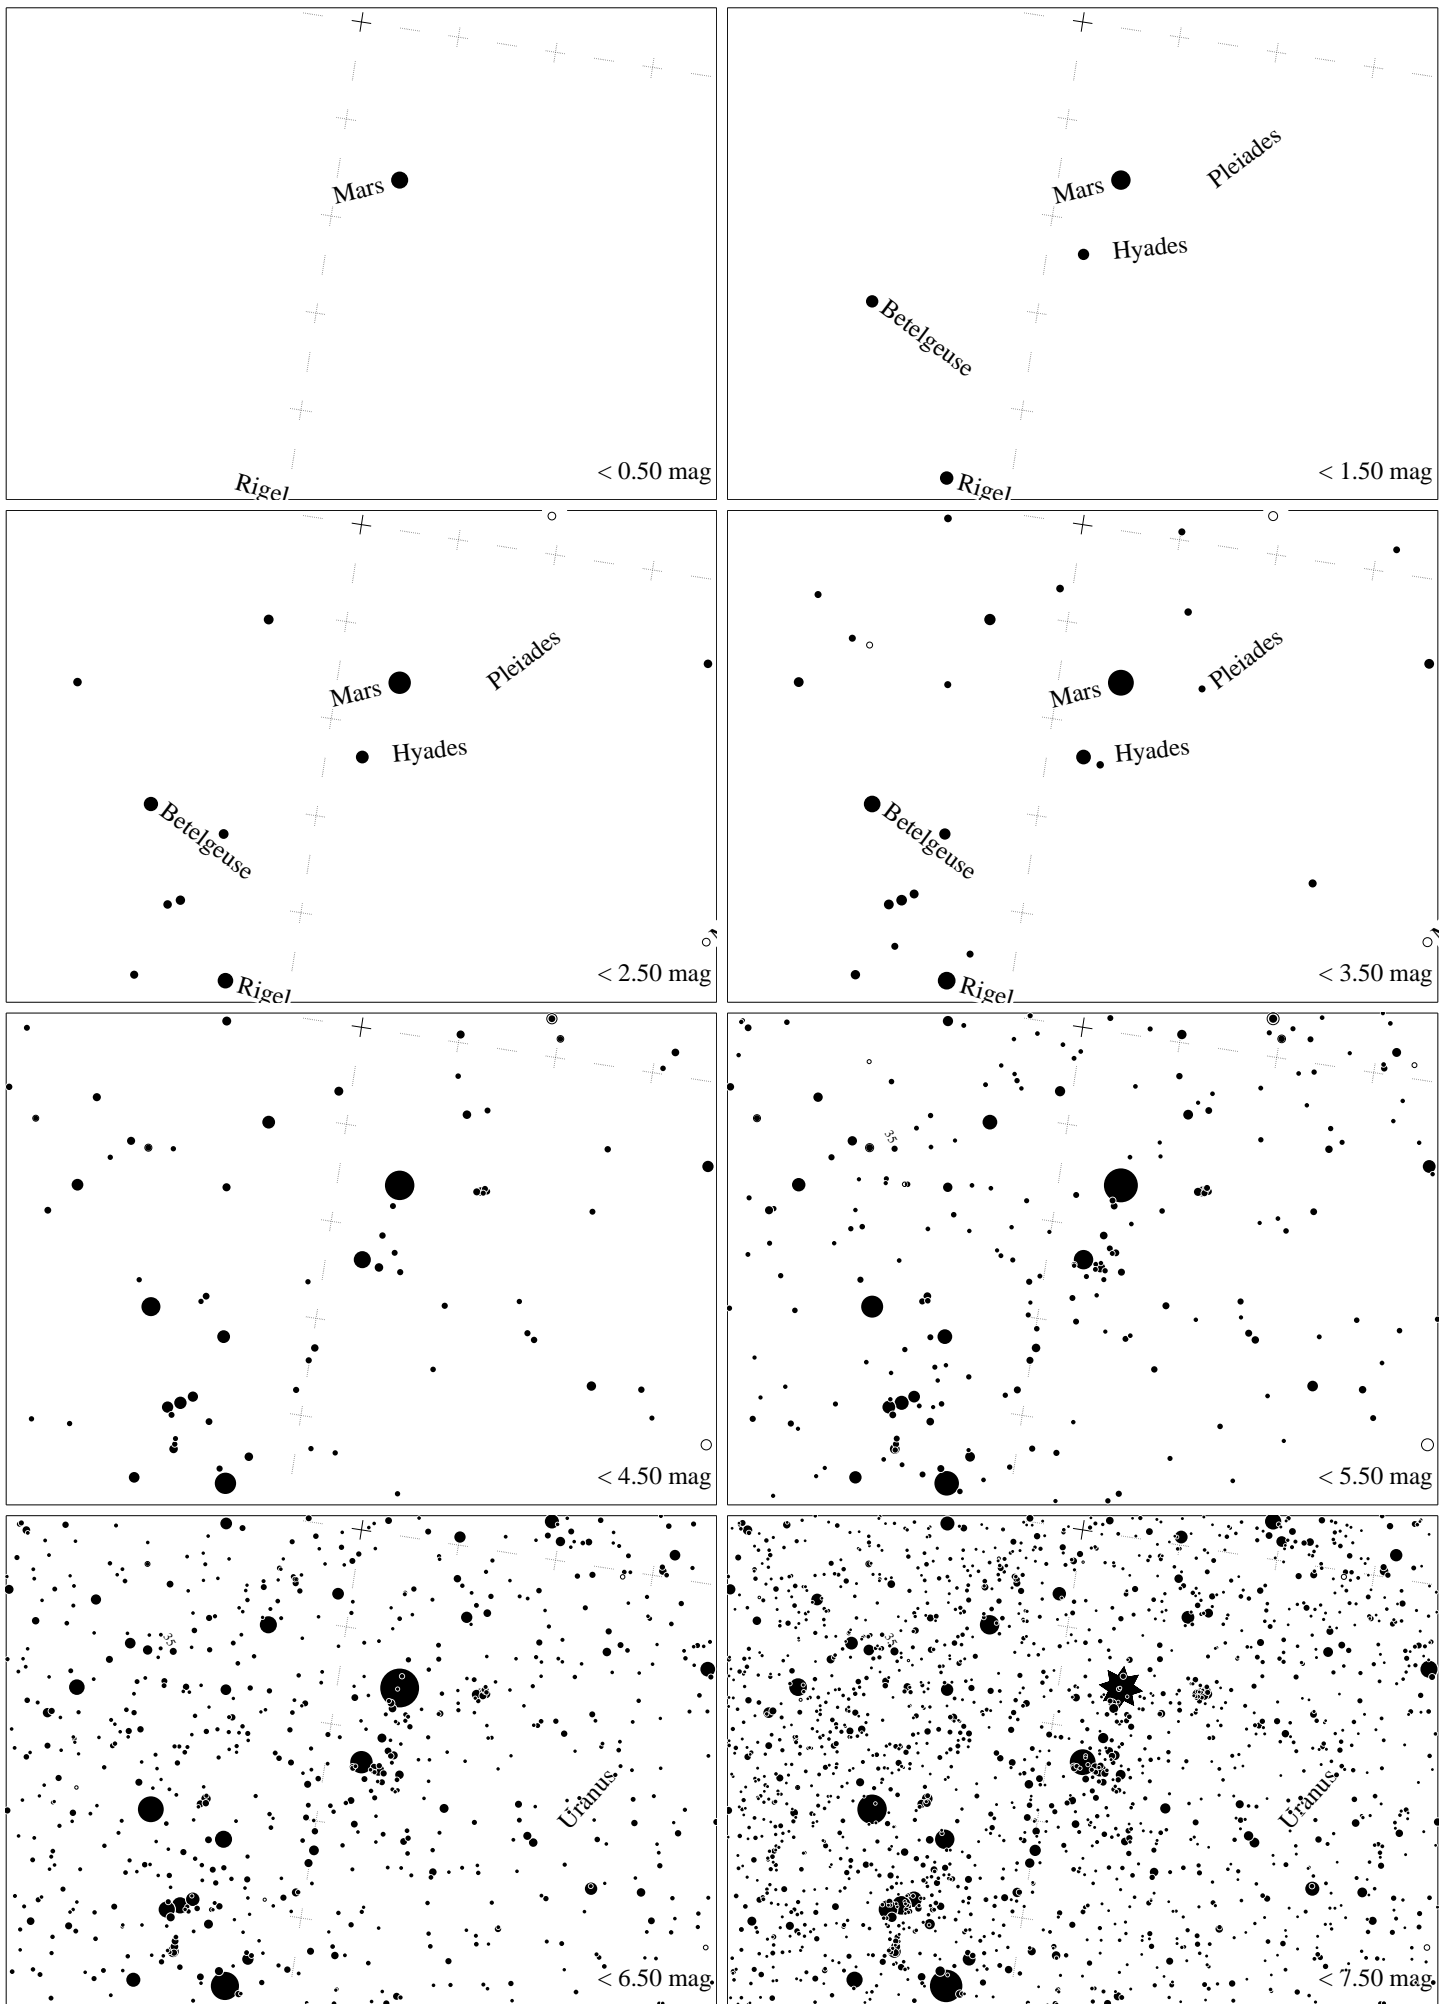 Mars
Rigel
< 0.50 mag
Pleiades
Mars
Hyades
Betelgeuse
Rigel
< 1.50 mag
Pleiades
Mars
Hyades
Betelgeuse
Rigel
< 2.50 mag
Pleiades
Mars
Hyades
Betelgeuse
Rigel
< 3.50 mag
< 4.50 mag
35
< 5.50 mag
35
Uranus
< 6.50 mag
35
Uranus
< 7.50 mag